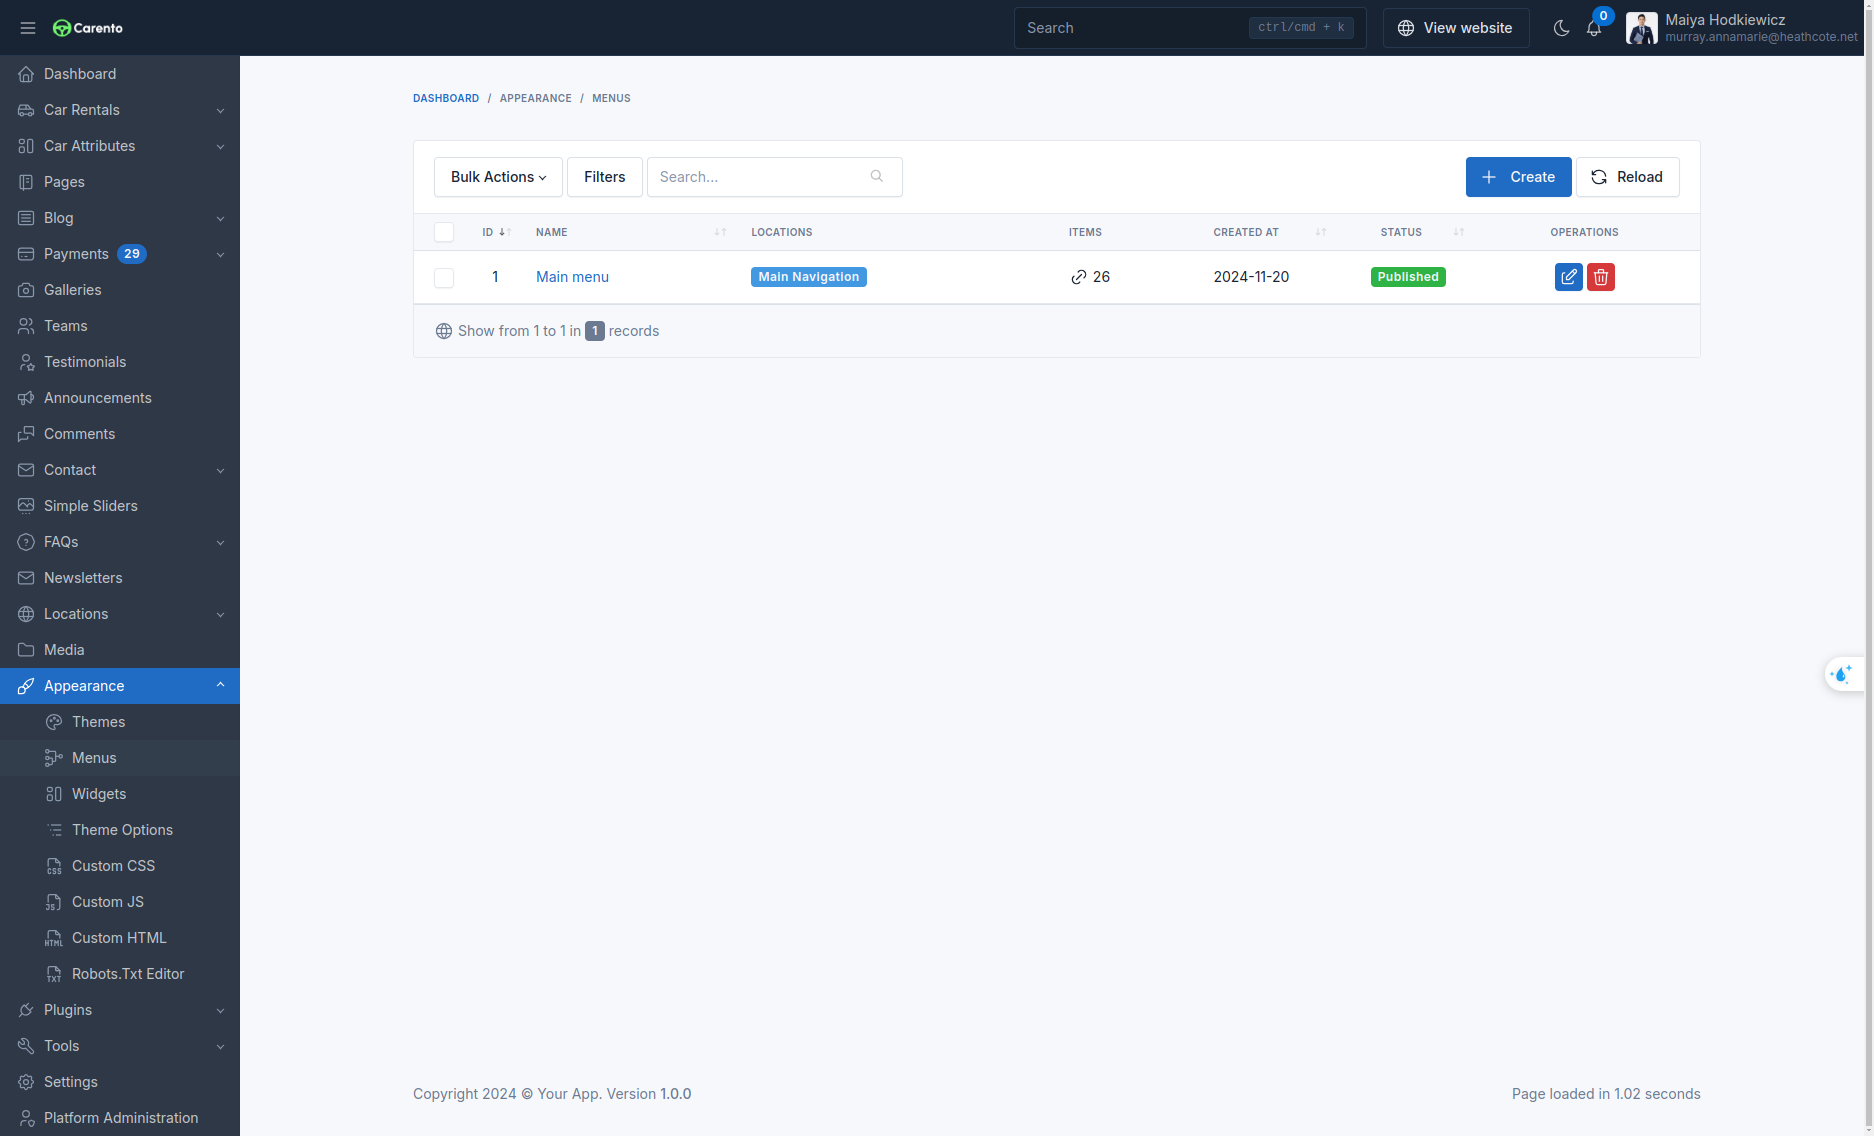 Carento
Search ctrl/cmd + k
View website
0
Maiya Hodkiewicz
murray.annamarie@heathcote.net
Dashboard
Car Rentals
Car Attributes
Pages
Blog
Payments 29
Galleries
Teams
Testimonials
Announcements
Comments
Contact
Simple Sliders
FAQs
Newsletters
Locations
Media
Appearance
Themes
Menus
Widgets
Theme Options
CSS Custom CSS
JS Custom JS
HTML Custom HTML
TXT Robots.Txt Editor
Plugins
Tools
Settings
Platform Administration
DASHBOARD / APPEARANCE / MENUS
Bulk Actions Filters Search... Create Reload
ID NAME LOCATIONS ITEMS CREATED AT STATUS OPERATIONS
1 Main menu Main Navigation 26 2024-11-20 Published
Show from 1 to 1 in 1 records
Copyright 2024 © Your App. Version 1.0.0
Page loaded in 1.02 seconds